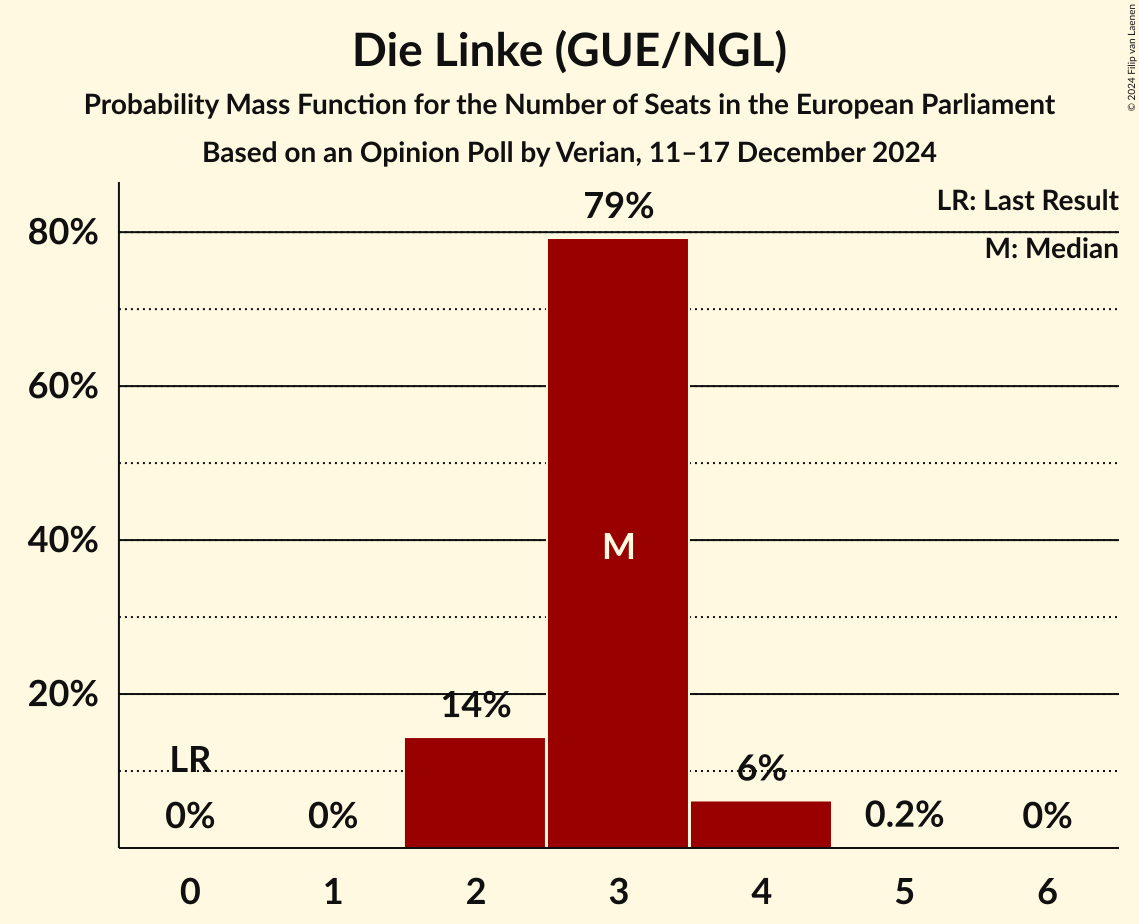 Die Linke (GUE/NGL)
Probability Mass Function for the Number of Seats in the European Parliament
Based on an Opinion Poll by Verian, 11–17 December 2024
© 2024 Filip van Laenen
LR: Last Result
M: Median
80%
60%
40%
20%
79%
M
14%
LR
6%
0%
0%
0.2%
0%
0
1
2
3
4
5
6